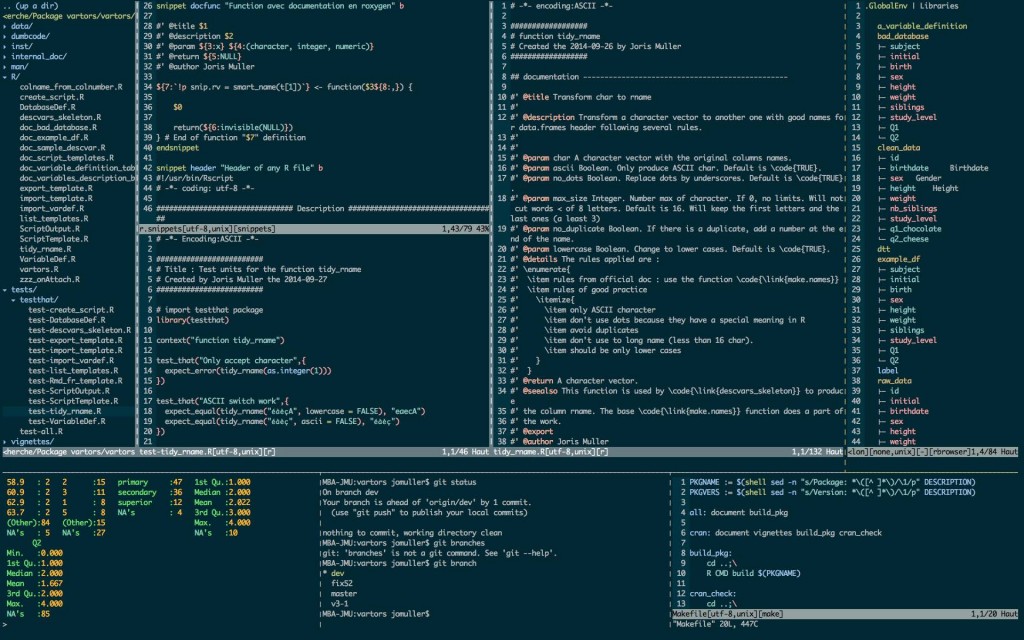 .. (up a dir)
<erche/Package vartors/vartors/
data/
dumbcode/
inst/
internal_doc/
man/
R/
colname_from_colnumber.R
create_script.R
DatabaseDef.R
descvars_skeleton.R
doc_bad_database.R
doc_example_df.R
doc_sample_descvar.R
doc_script_templates.R
doc_variable_definition_tab
doc_variables_description_b
export_template.R
import_template.R
import_vardef.R
list_templates.R
ScriptOutput.R
ScriptTemplate.R
tidy_rname.R
VariableDef.R
vartors.R
zzz_onAttach.R
tests/
testthat/
test-create_script.R
test-DatabaseDef.R
test-descvars_skeleton.R
test-export_template.R
test-import_template.R
test-import_vardef.R
test-list_templates.R
test-Rmd_fr_template.R
test-ScriptOutput.R
test-ScriptTemplate.R
test-tidy_rname.R
test-VariableDef.R
test-all.R
vignettes/
<herche/Package vartors/vartors
26 snippet docfunc "Function avec documentation en roxygen" b
27
28 #' @title $1
29 #' @description $2
30 #' @param ${3:x} ${4:(character, integer, numeric)}
31 #' @return ${5:NULL}
32 #' @author Joris Muller
33
34 ${7:`!p snip.rv = smart_name(t[1])`} <- function($3${8:,}) {
35
36 $0
37
38 return(${6:invisible(NULL)})
39 } # End of function "$7" definition
40 endsnippet
41
42 snippet header "Header of any R file" b
43 #!/usr/bin/Rscript
44 # -*- coding: utf-8 -*-
45
46 ############################## Description ###############################
##
r.snippets[utf-8,unix][snippets] 1,43/79 43%
1 # -*- Encoding:ASCII -*-
2
3 #########################
4 # Title : Test units for the function tidy_rname
5 # Created by Joris Muller the 2014-09-27
6 #########################
7
8 # import testthat package
9 library(testthat)
10
11 context("function tidy_rname")
12
13 test_that("Only accept character",{
14 expect_error(tidy_rname(as.integer(1)))
15 })
16
17 test_that("ASCII switch work",{
18 expect_equal(tidy_rname("éàêçA", lowercase = FALSE), "eaecA")
19 expect_equal(tidy_rname("éàêç", ascii = FALSE), "éàêç")
20 })
21
test-tidy_rname.R[utf-8,unix][r] 1,1/46 Haut
1 # -*- encoding:ASCII -*-
2
3 ##################
4 # function tidy_rname
5 # Created the 2014-09-26 by Joris Muller
6 ##################
7
8 ## documentation ------------------------------------------------
9
10 #' @title Transform char to rname
11 #'
12 #' @description Transform a character vector to another one with good names fo
r data.frames header following several rules.
13 #'
14 #'
15 #' @param char A character vector with the original columns names.
16 #' @param ascii Boolean. Only produce ASCII char. Default is \code{TRUE}.
17 #' @param no_dots Boolean. Replace dots by underscores. Default is \code{TRUE}
.
18 #' @param max_size Integer. Number max of character. If 0, no limits. Will not
cut words < of 8 letters. Default is 16. Will keep the first letters and the
last ones (a least 3)
19 #' @param no_duplicate Boolean. If there is a duplicate, add a number at the e
nd of the name.
20 #' @param lowercase Boolean. Change to lower cases. Default is \code{TRUE}.
21 #' @details The rules applied are :
22 #' \enumerate{
23 #' \item rules from official doc : use the function \code{\link{make.names}}
24 #' \item rules of good practice
25 #' \itemize{
26 #' \item only ASCII character
27 #' \item don't use dots because they have a special meaning in R
28 #' \item avoid duplicates
29 #' \item don't use to long name (less than 16 char).
30 #' \item should be only lower cases
31 #' }
32 #' }
33 #' @return A character vector.
34 #' @seealso This function is used by \code{\link{descvars_skeleton}} to produc
e
35 #' the column rname. The base \code{\link{make.names}} function does a part of
36 #' the work.
37 #' @export
38 #' @author Joris Muller
tidy_rname.R[utf-8,unix][r] 1,1/132 Haut
1 .GlobalEnv | Libraries
2
3 a_variable_definition
4 bad_database
5 subject
6 initial
7 birth
8 sex
9 height
10 weight
11 siblings
12 study_level
13 Q1
14 Q2
15 clean_data
16 id
17 birthdate Birthdate
18 sex Gender
19 height Height
20 weight
21 nb_siblings
22 study_level
23 q1_chocolate
24 q2_cheese
25 dtt
26 example_df
27 subject
28 initial
29 birth
30 sex
31 height
32 weight
33 siblings
34 study_level
35 Q1
36 Q2
37 label
38 raw_data
39 id
40 initial
41 birthdate
42 sex
43 height
44 weight
<lon][none,unix][-][rbrowser]1,4/84 Haut
58.9 : 2 2 :15 primary :47 1st Qu.:1.000
60.9 : 2 3 :11 secondary :36 Median :2.000
62.9 : 2 1 : 8 superior :12 Mean :2.022
63.7 : 2 5 : 8 NA's : 4 3rd Qu.:3.000
(Other):84 (Other):15 Max. :4.000
NA's : 5 NA's :27 NA's :10
Q2
Min. :0.000
1st Qu.:1.000
Median :2.000
Mean :1.667
3rd Qu.:2.000
Max. :4.000
NA's :85
>
MBA-JMU:vartors jomuller$ git status
On branch dev
Your branch is ahead of 'origin/dev' by 1 commit.
(use "git push" to publish your local commits)

nothing to commit, working directory clean
MBA-JMU:vartors jomuller$ git branches
git: 'branches' is not a git command. See 'git --help'.
MBA-JMU:vartors jomuller$ git branch
* dev
fix52
master
v3-1
MBA-JMU:vartors jomuller$
1 PKGNAME := $(shell sed -n "s/Package: *\([^ ]*\)/\1/p" DESCRIPTION)
2 PKGVERS := $(shell sed -n "s/Version: *\([^ ]*\)/\1/p" DESCRIPTION)
3
4 all: document build_pkg
5
6 cran: document vignettes build_pkg cran_check
7
8 build_pkg:
9 cd ..;\
10 R CMD build $(PKGNAME)
11
12 cran_check:
13 cd ..;\
Makefile[utf-8,unix][make] 1,1/20 Haut
"Makefile" 20L, 447C